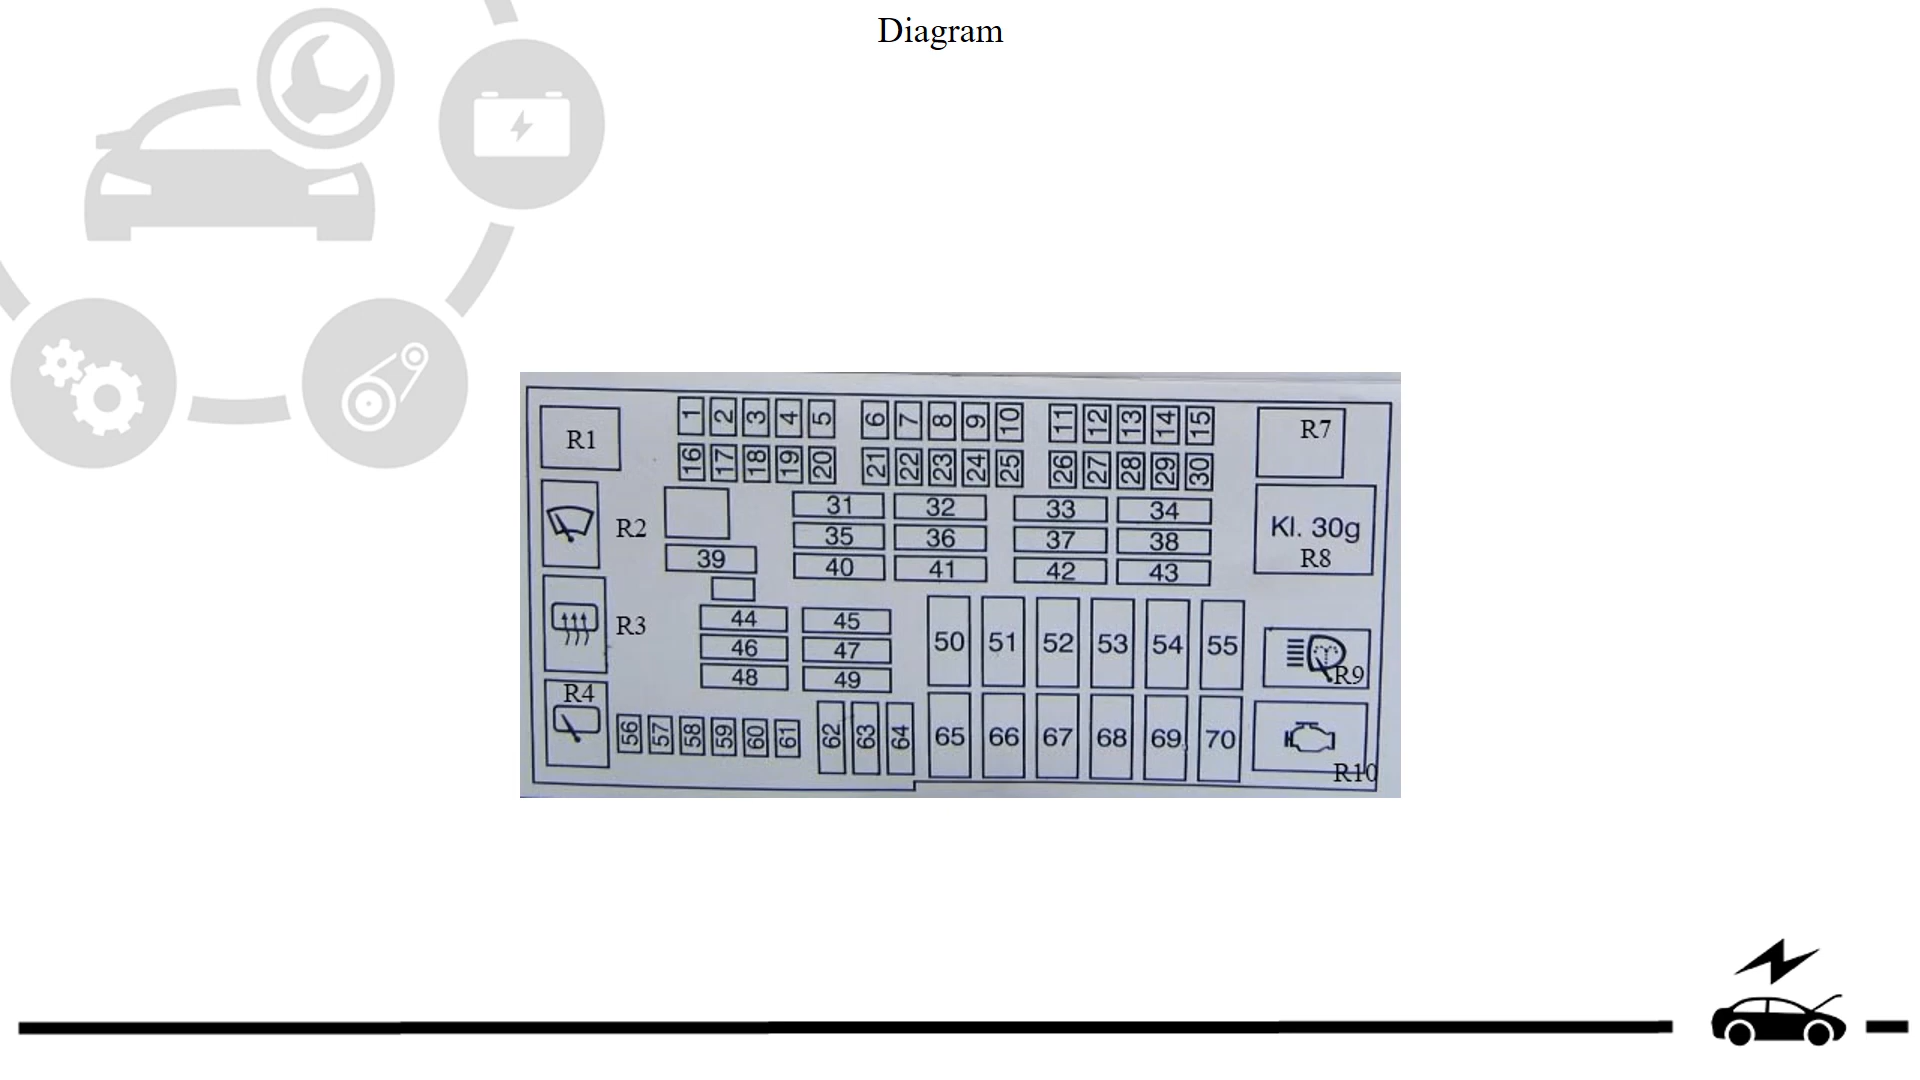 Diagram
R1
1 2 3 4 5 6 7 8 9 10 11 12 13 14 15
R7
16 17 18 19 20 21 22 23 24 25 26 27 28 29 30
31 32 33 34
R2
35 36 37 38
Kl. 30g
R8
39
40 41 42 43
R3
44 45
46 47
48 49
50 51 52 53 54 55
R9
R4
56 57 58 59 60 61 62 63 64 65 66 67 68 69 70
R10